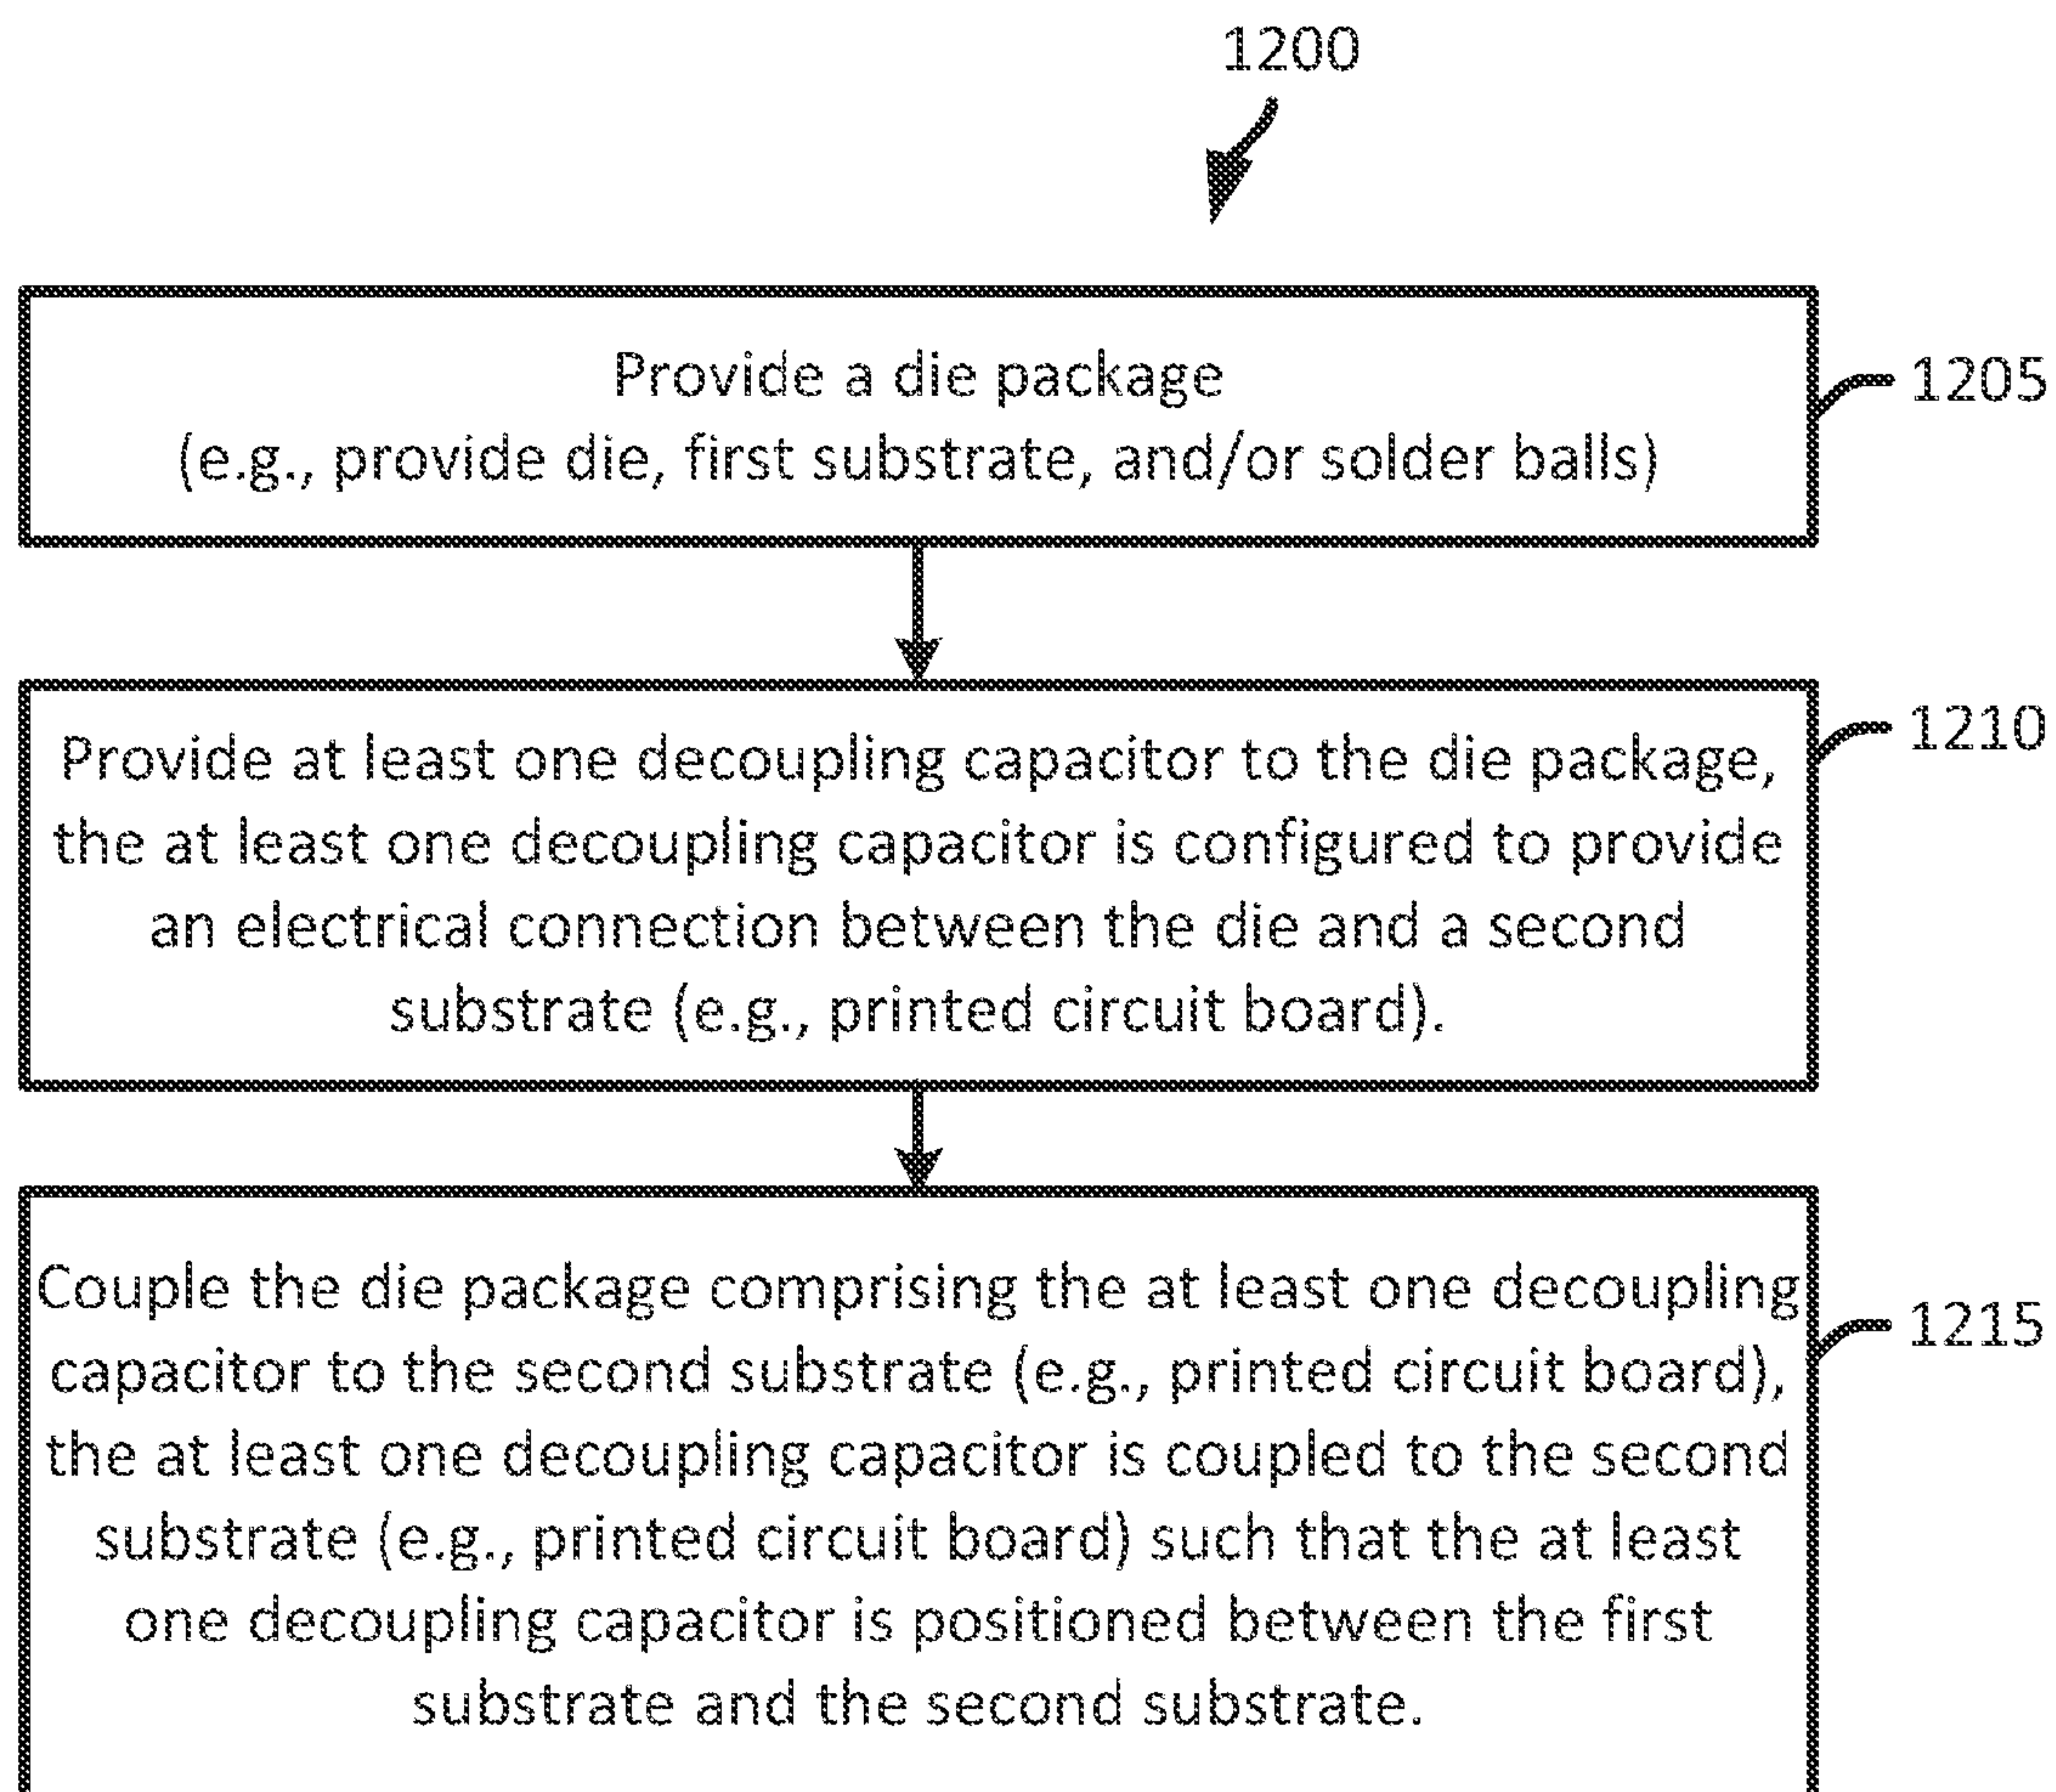 1200
Provide a die package
(e.g., provide die, first substrate, and/or solder balls)
1205
Provide at least one decoupling capacitor to the die package,
the at least one decoupling capacitor is configured to provide
an electrical connection between the die and a second
substrate (e.g., printed circuit board).
1210
Couple the die package comprising the at least one decoupling
capacitor to the second substrate (e.g., printed circuit board),
the at least one decoupling capacitor is coupled to the second
substrate (e.g., printed circuit board) such that the at least
one decoupling capacitor is positioned between the first
substrate and the second substrate.
1215